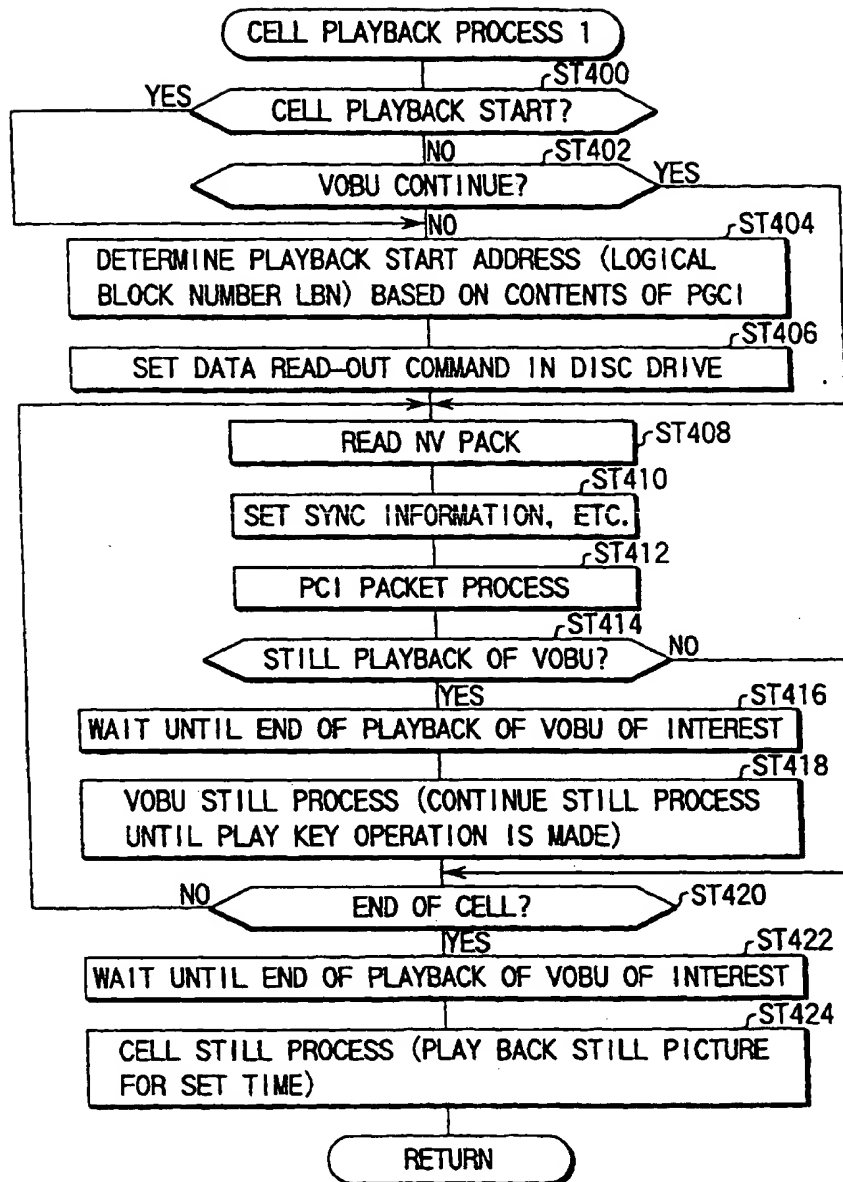 CELL PLAYBACK PROCESS 1
ST400
YES
CELL PLAYBACK START?
NO
ST402
VOBU CONTINUE?
YES
NO
ST404
DETERMINE PLAYBACK START ADDRESS (LOGICAL
BLOCK NUMBER LBN) BASED ON CONTENTS OF PGCI
ST406
SET DATA READ-OUT COMMAND IN DISC DRIVE
READ NV PACK
ST408
ST410
SET SYNC INFORMATION, ETC.
ST412
PCI PACKET PROCESS
ST414
STILL PLAYBACK OF VOBU?
NO
YES
ST416
WAIT UNTIL END OF PLAYBACK OF VOBU OF INTEREST
ST418
VOBU STILL PROCESS (CONTINUE STILL PROCESS
UNTIL PLAY KEY OPERATION IS MADE)
NO
END OF CELL?
ST420
YES
ST422
WAIT UNTIL END OF PLAYBACK OF VOBU OF INTEREST
ST424
CELL STILL PROCESS (PLAY BACK STILL PICTURE
FOR SET TIME)
RETURN